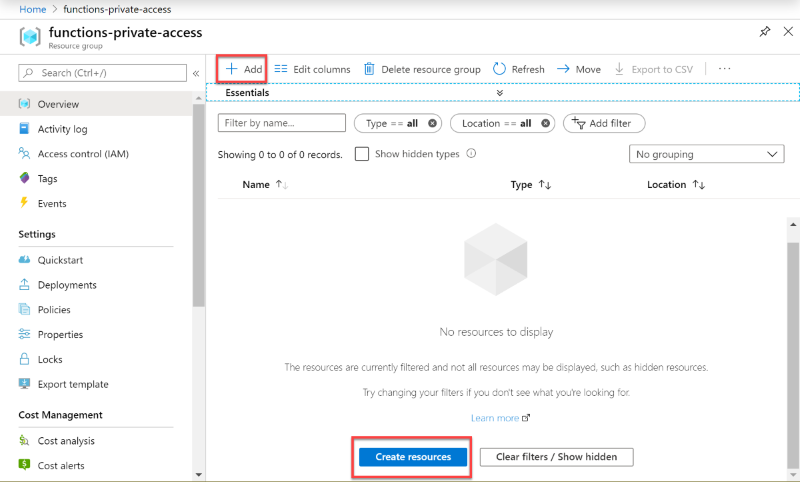 Home > functions-private-access
functions-private-access
Resource group
Search (Ctrl+/)
«
Overview
Activity log
Access control (IAM)
Tags
Events
Settings
Quickstart
Deployments
Policies
Properties
Locks
Export template
Cost Management
Cost analysis
Cost alerts
+ Add
Edit columns
Delete resource group
Refresh
Move
Export to CSV
...
Essentials
Filter by name...
Type == all
Location == all
Add filter
Showing 0 to 0 of 0 records.
Show hidden types
No grouping
Name ↑↓
Type ↑↓
Location ↑↓
No resources to display
The resources are currently filtered and not all resources may be displayed, such as hidden resources.
Try changing your filters if you don't see what you're looking for.
Learn more
Create resources
Clear filters / Show hidden